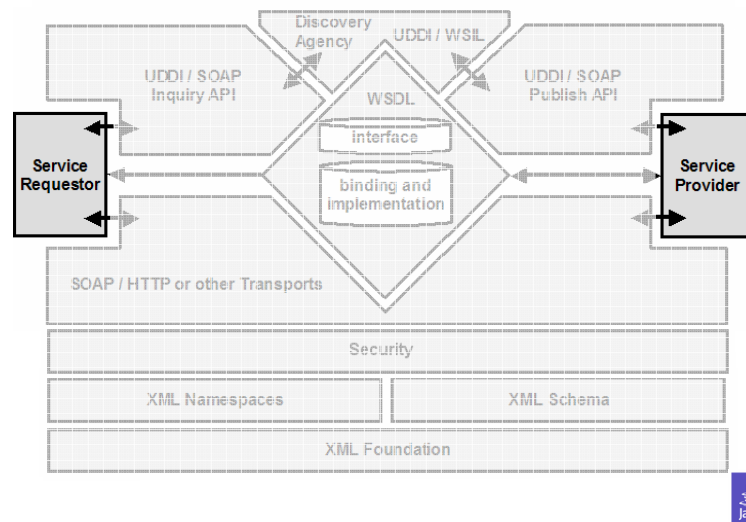 Discovery
Agency
UDDI / WSIL
UDDI / SOAP
Inquiry API
UDDI / SOAP
Publish API
WSDL
interface
Service
Requestor
binding and
implementation
Service
Provider
SOAP / HTTP or other Transports
Security
XML Namespaces
XML Schema
XML Foundation